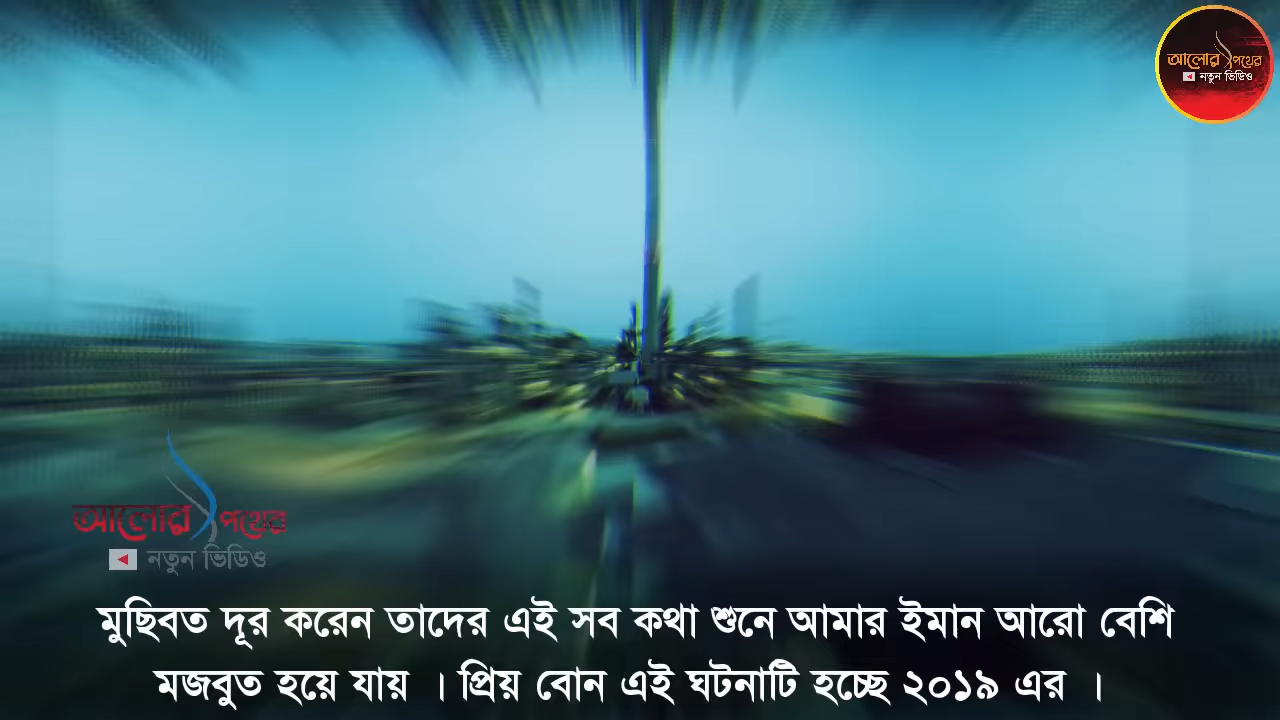 আলোর পথের
নতুন ভিডিও
আলোর পথের
নতুন ভিডিও
মুছিবত দূর করেন তাদের এই সব কথা শুনে আমার ইমান আরো বেশি
মজবুত হয়ে যায় । প্রিয় বোন এই ঘটনাটি হচ্ছে ২০১৯ এর ।